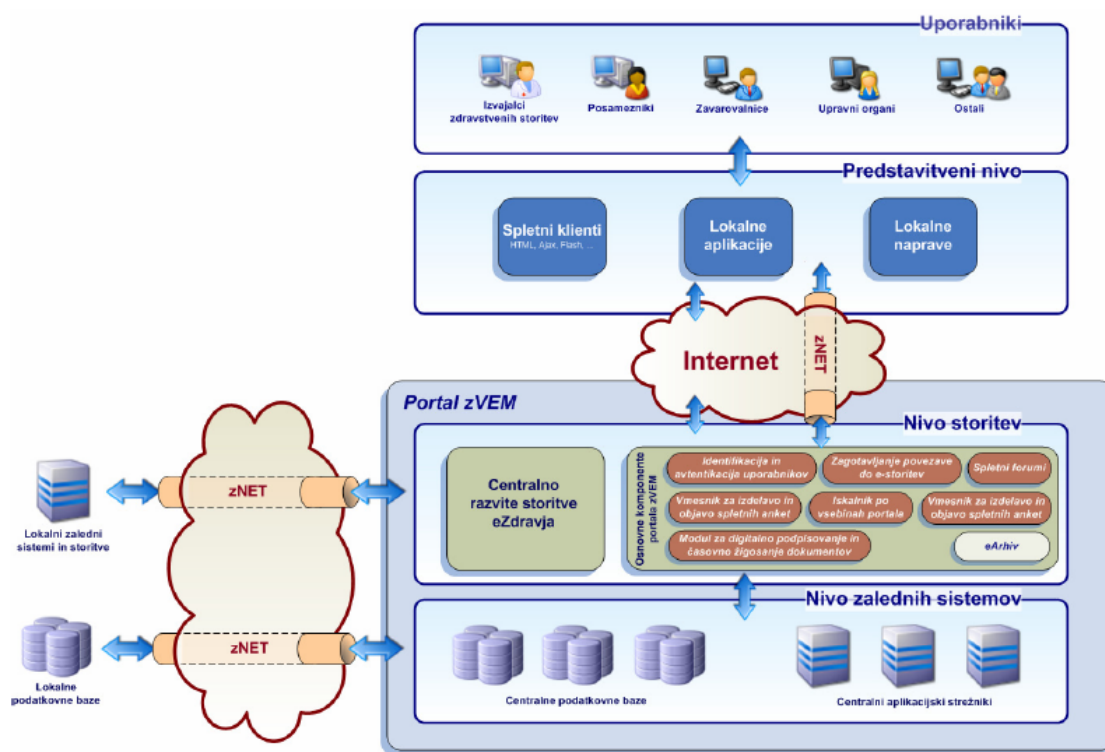 Uporabniki
Izvajalci
zdravstvenih storitev
Posamezniki
Zavarovalnice
Upravni organi
Ostali
Predstavitveni nivo
Spletni klienti
HTML, Ajax, Flash, ...
Lokalne
aplikacije
Lokalne
naprave
Internet
zNET
Portal zVEM
Nivo storitev
Centralno
razvite storitve
eZdravja
Osnovne komponente
portala zVEM
Identifikacija in
avtentikacija uporabnikov
Zagotavljanje povezave
do e-storitev
Spletni forumi
Vmesnik za izdelavo in
objavo spletnih anket
Iskalnik po
vsebinah portala
Vmesnik za izdelavo in
objavo spletnih anket
Modul za digitalno podpisovanje in
časovno žigosanje dokumentov
eArhiv
Lokalni zaledni
sistemi in storitve
zNET
Nivo zalednih sistemov
Lokalne
podatkovne baze
zNET
Centralne podatkovne baze
Centralni aplikacijski strežniki